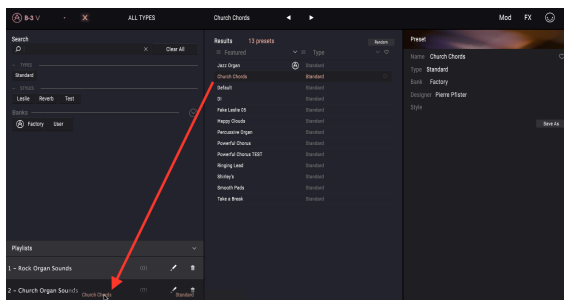 B-3 V X ALL TYPES Church Chords Mod FX
Search
Clear All
TYPES
Standard
STYLES
Leslie Reverb Test
Banks
Factory User
Playlists
1 – Rock Organ Sounds
2 – Church Organ Sounds
Church Chords Standard
Results 13 presets Random
Featured Type
Jazz Organ Standard
Church Chords Standard
Default Standard
DI Standard
Fake Leslie 05 Standard
Happy Clouds Standard
Percussive Organ Standard
Powerful Chorus Standard
Powerful Chorus TEST Standard
Ringing Lead Standard
Shirley's Standard
Smooth Pads Standard
Take a Break Standard
Preset
Name Church Chords
Type Standard
Bank Factory
Designer Pierre Pfister
Style
Save As